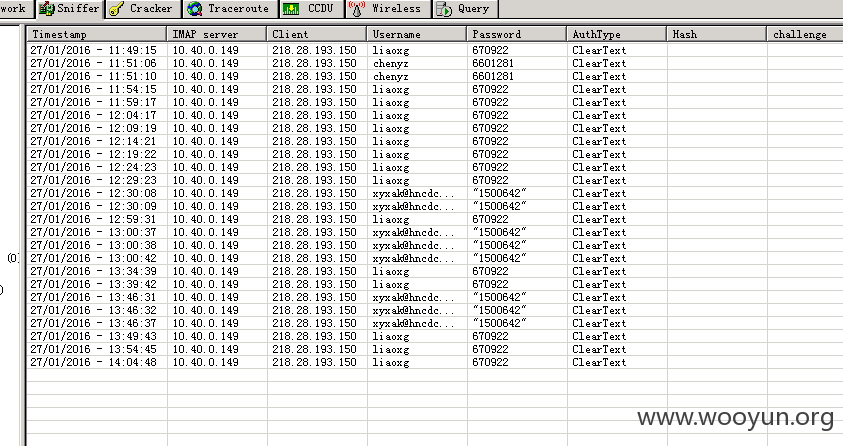 work Sniffer Cracker Traceroute CCDU Wireless Query
Timestamp IMAP server Client Username Password AuthType Hash challenge
27/01/2016 - 11:49:15 10.40.0.149 218.28.193.150 liaoxg 670922 ClearText
27/01/2016 - 11:51:06 10.40.0.149 218.28.193.150 chenyz 6601281 ClearText
27/01/2016 - 11:51:10 10.40.0.149 218.28.193.150 chenyz 6601281 ClearText
27/01/2016 - 11:54:15 10.40.0.149 218.28.193.150 liaoxg 670922 ClearText
27/01/2016 - 11:59:17 10.40.0.149 218.28.193.150 liaoxg 670922 ClearText
27/01/2016 - 12:04:17 10.40.0.149 218.28.193.150 liaoxg 670922 ClearText
27/01/2016 - 12:09:19 10.40.0.149 218.28.193.150 liaoxg 670922 ClearText
27/01/2016 - 12:14:21 10.40.0.149 218.28.193.150 liaoxg 670922 ClearText
27/01/2016 - 12:19:22 10.40.0.149 218.28.193.150 liaoxg 670922 ClearText
27/01/2016 - 12:24:23 10.40.0.149 218.28.193.150 liaoxg 670922 ClearText
27/01/2016 - 12:29:23 10.40.0.149 218.28.193.150 liaoxg 670922 ClearText
27/01/2016 - 12:30:08 10.40.0.149 218.28.193.150 xyxak@hncdc... "1500642" ClearText
27/01/2016 - 12:30:09 10.40.0.149 218.28.193.150 xyxak@hncdc... "1500642" ClearText
27/01/2016 - 12:59:31 10.40.0.149 218.28.193.150 liaoxg 670922 ClearText
27/01/2016 - 13:00:37 10.40.0.149 218.28.193.150 xyxak@hncdc... "1500642" ClearText
27/01/2016 - 13:00:38 10.40.0.149 218.28.193.150 xyxak@hncdc... "1500642" ClearText
27/01/2016 - 13:00:42 10.40.0.149 218.28.193.150 xyxak@hncdc... "1500642" ClearText
27/01/2016 - 13:34:39 10.40.0.149 218.28.193.150 liaoxg 670922 ClearText
27/01/2016 - 13:39:42 10.40.0.149 218.28.193.150 liaoxg 670922 ClearText
27/01/2016 - 13:46:31 10.40.0.149 218.28.193.150 xyxak@hncdc... "1500642" ClearText
27/01/2016 - 13:46:32 10.40.0.149 218.28.193.150 xyxak@hncdc... "1500642" ClearText
27/01/2016 - 13:46:37 10.40.0.149 218.28.193.150 xyxak@hncdc... "1500642" ClearText
27/01/2016 - 13:49:43 10.40.0.149 218.28.193.150 liaoxg 670922 ClearText
27/01/2016 - 13:54:45 10.40.0.149 218.28.193.150 liaoxg 670922 ClearText
27/01/2016 - 14:04:48 10.40.0.149 218.28.193.150 liaoxg 670922 ClearText
www.wooyun.org